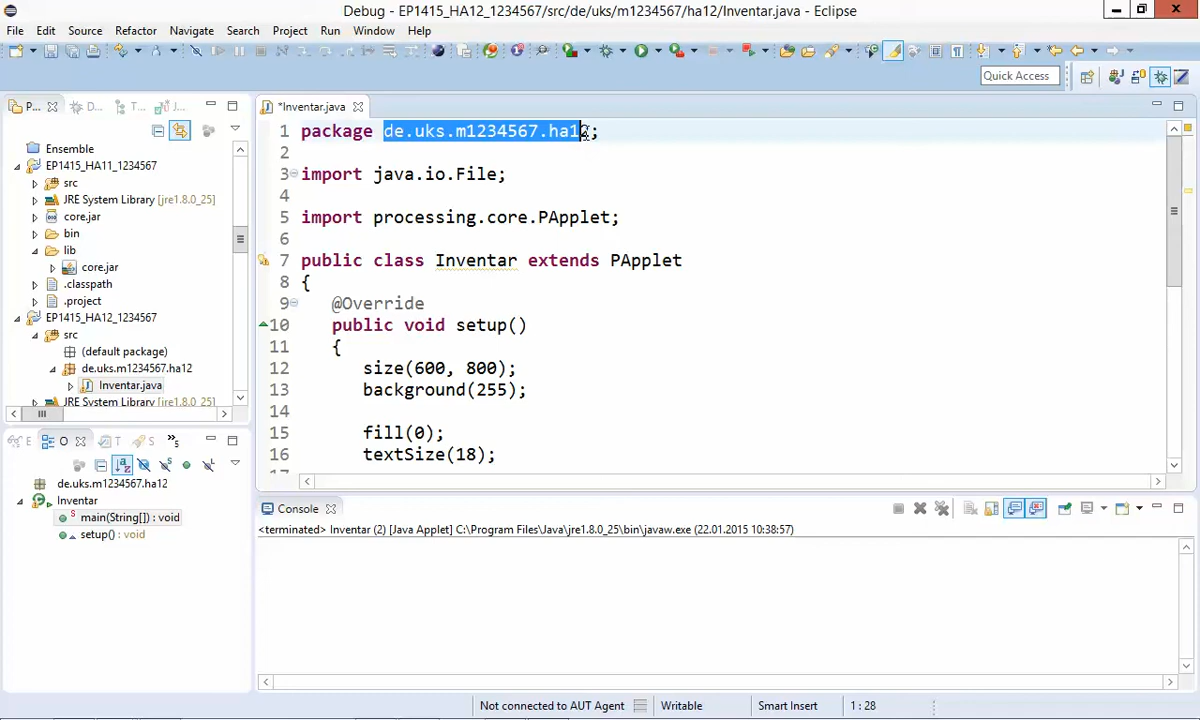 Debug - EP1415_HA12_1234567/src/de/uks/m1234567/ha12/Inventar.java - Eclipse
File Edit Source Refactor Navigate Search Project Run Window Help
Quick Access
P... D... T... J...
Ensemble
EP1415_HA11_1234567
src
JRE System Library [jre1.8.0_25]
core.jar
bin
lib
core.jar
.classpath
.project
EP1415_HA12_1234567
src
(default package)
de.uks.m1234567.ha12
Inventar.java
JRE System Library [jre1.8.0_25]
*Inventar.java
1 package de.uks.m1234567.ha12;
2
3 import java.io.File;
4
5 import processing.core.PApplet;
6
7 public class Inventar extends PApplet
8 {
9 @Override
10 public void setup()
11 {
12 size(600, 800);
13 background(255);
14
15 fill(0);
16 textSize(18);
17
E O T S »5
de.uks.m1234567.ha12
Inventar
main(String[]) : void
setup() : void
Console
<terminated> Inventar (2) [Java Applet] C:\Program Files\Java\jre1.8.0_25\bin\javaw.exe (22.01.2015 10:38:57)
Not connected to AUT Agent Writable Smart Insert 1 : 28